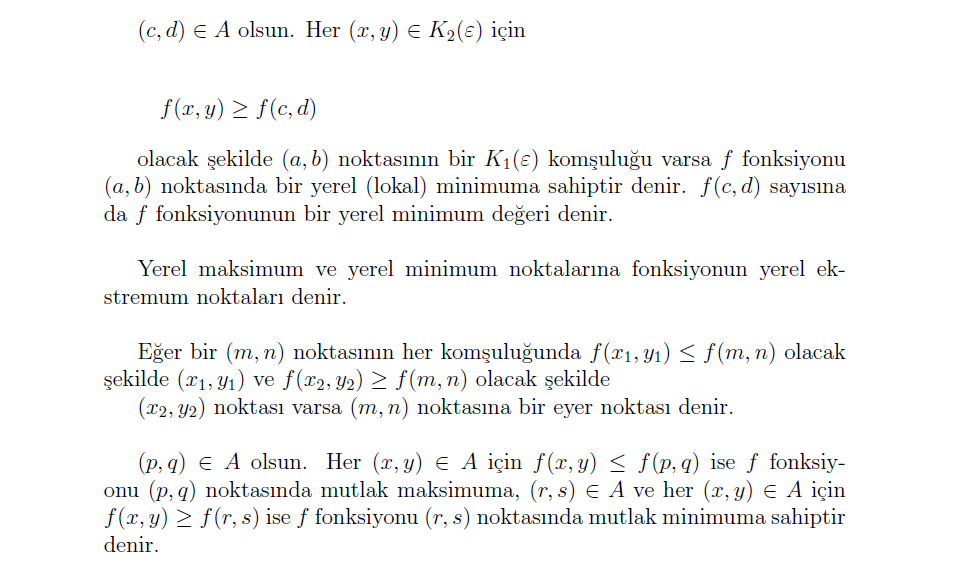 (c, d) ∈ A olsun. Her (x, y) ∈ K₂(ε) için
f(x, y) ≥ f(c, d)
olacak şekilde (a, b) noktasının bir K₁(ε) komşuluğu varsa f fonksiyonu
(a, b) noktasında bir yerel (lokal) minimuma sahiptir denir. f(c, d) sayısına
da f fonksiyonunun bir yerel minimum değeri denir.
Yerel maksimum ve yerel minimum noktalarına fonksiyonun yerel ek-
stremum noktaları denir.
Eğer bir (m, n) noktasının her komşuluğunda f(x₁, y₁) ≤ f(m, n) olacak
şekilde (x₁, y₁) ve f(x₂, y₂) ≥ f(m, n) olacak şekilde
(x₂, y₂) noktası varsa (m, n) noktasına bir eyer noktası denir.
(p, q) ∈ A olsun. Her (x, y) ∈ A için f(x, y) ≤ f(p, q) ise f fonksiy-
onu (p, q) noktasında mutlak maksimuma, (r, s) ∈ A ve her (x, y) ∈ A için
f(x, y) ≥ f(r, s) ise f fonksiyonu (r, s) noktasında mutlak minimuma sahiptir
denir.